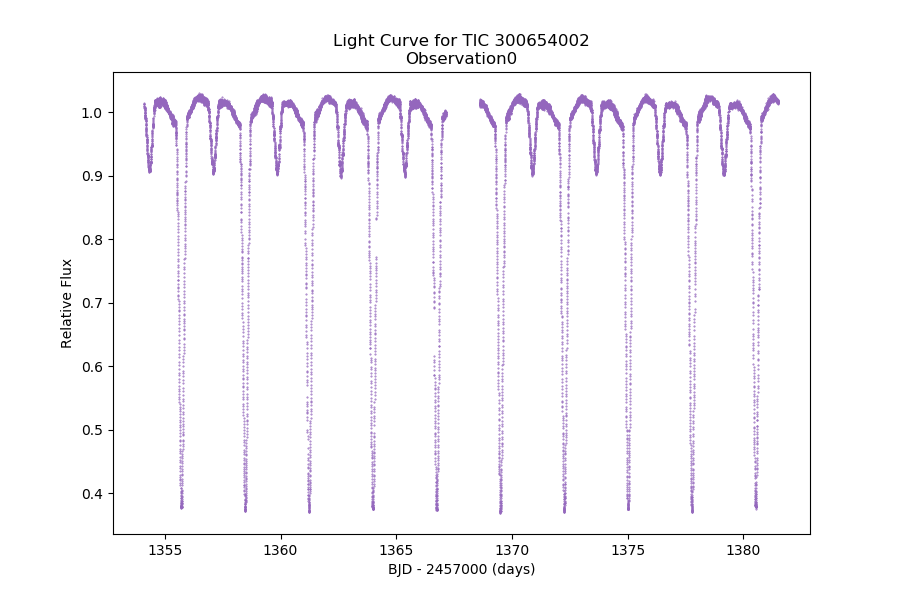 Light Curve for TIC 300654002
Observation0
1.0
0.9
0.8
0.7
0.6
0.5
0.4
Relative Flux
1355 1360 1365 1370 1375 1380
BJD - 2457000 (days)